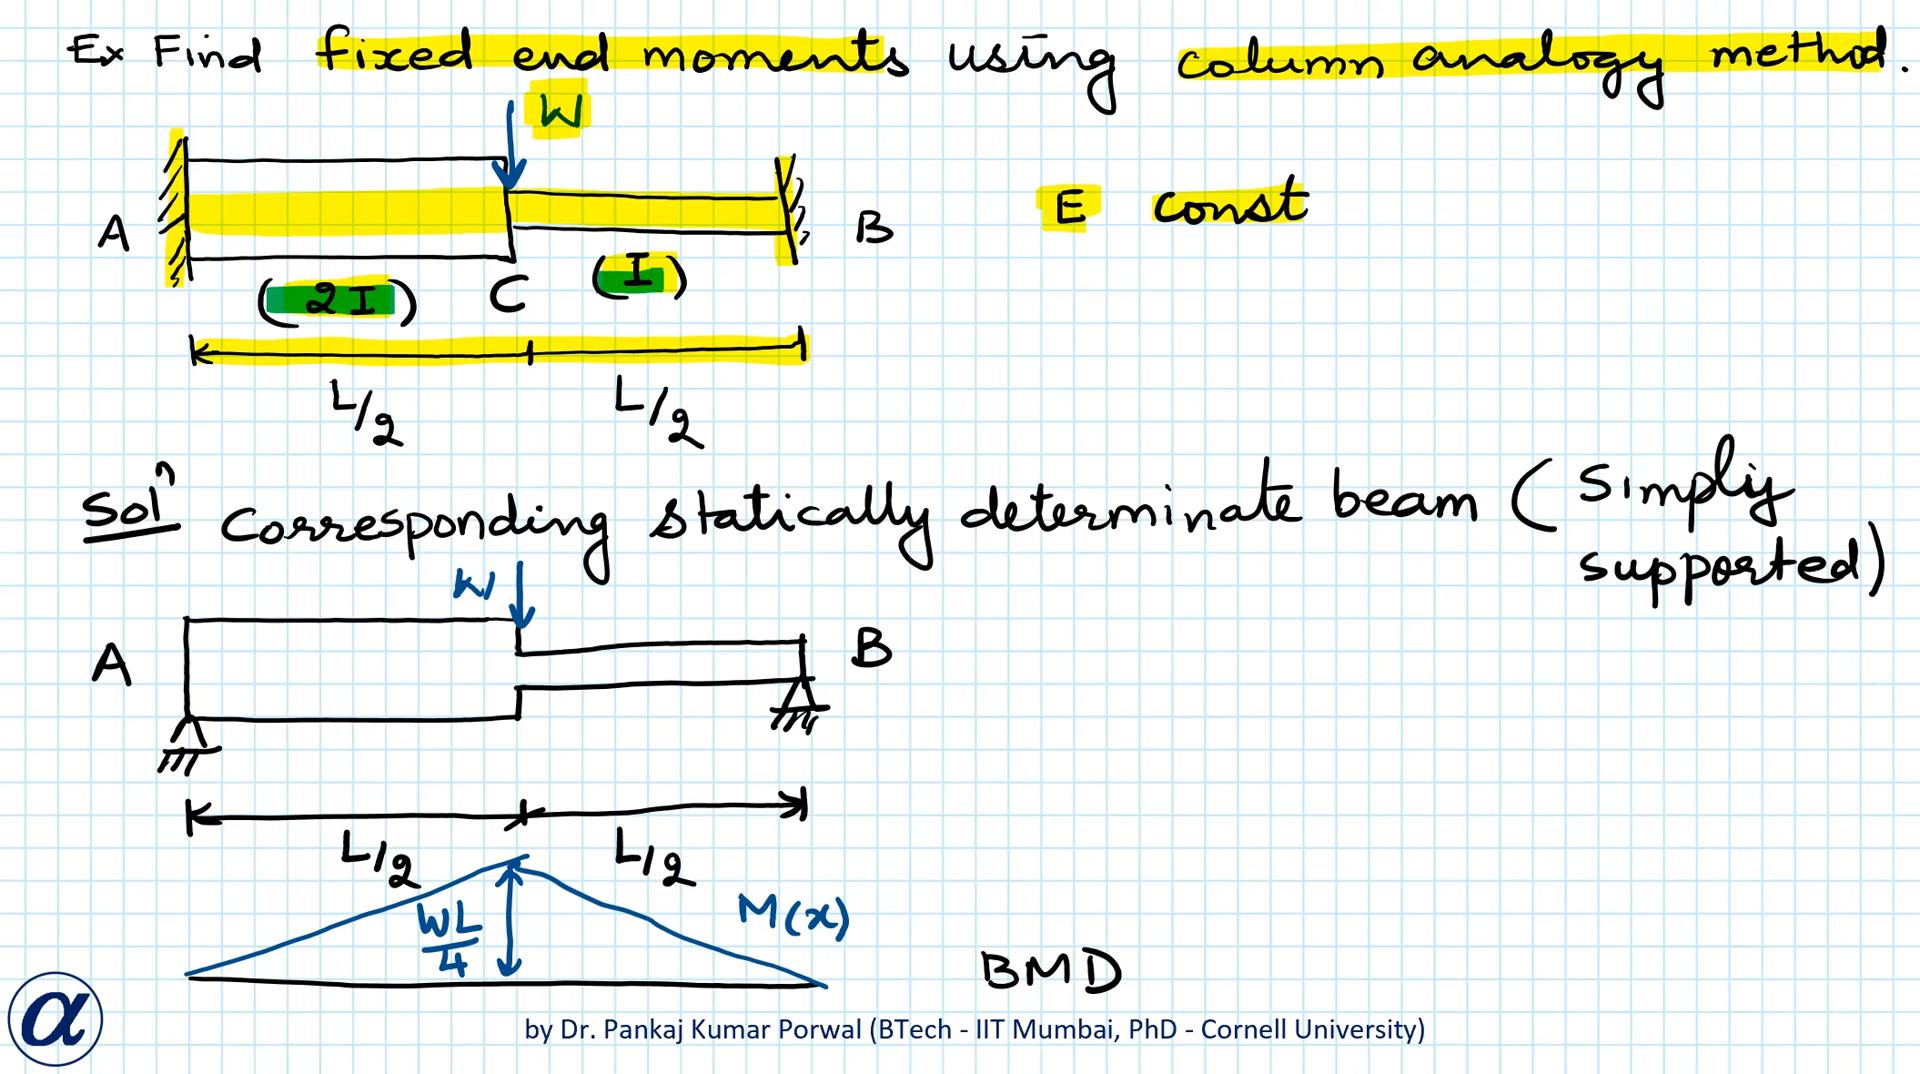 Ex Find fixed end moments using column analogy method.
W
A
B
E const
(2I) C (I)
L/2 L/2
Solⁿ Corresponding statically determinate beam (Simply
supported)
W
A
B
L/2 L/2
WL/4
M(x)
BMD
α
by Dr. Pankaj Kumar Porwal (BTech - IIT Mumbai, PhD - Cornell University)